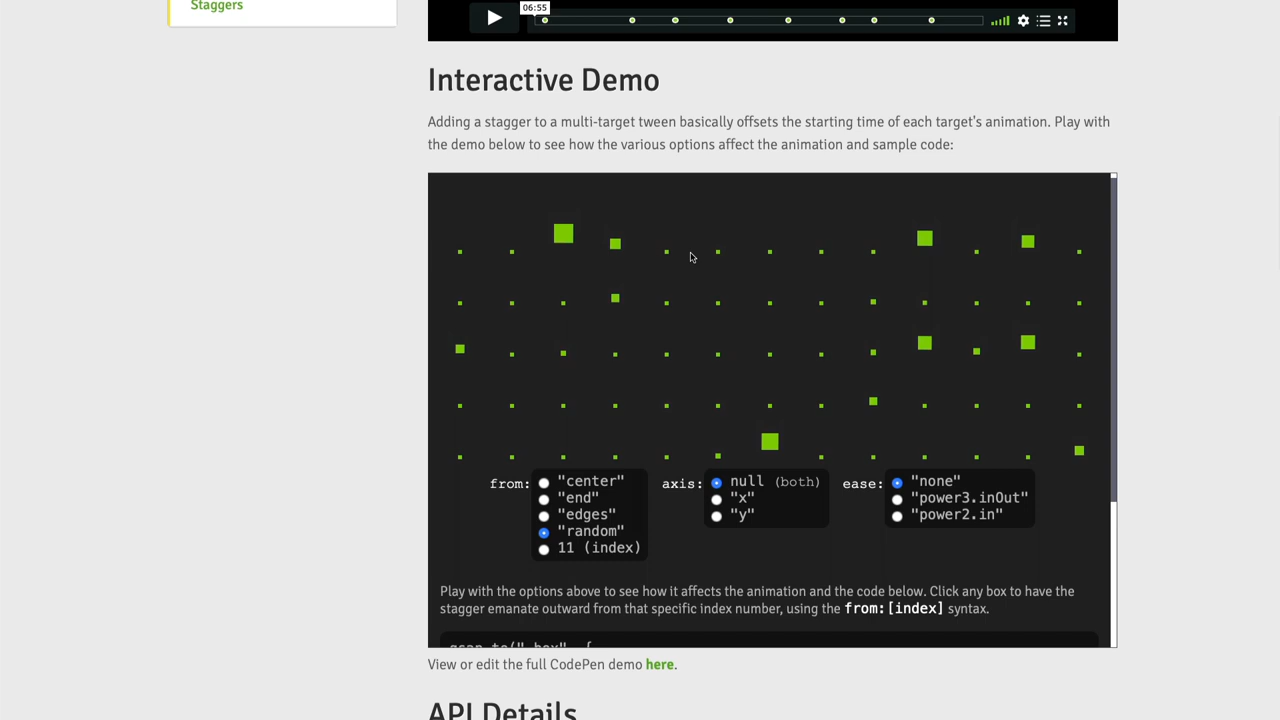 Staggers
06:55
Interactive Demo
Adding a stagger to a multi-target tween basically offsets the starting time of each target's animation. Play with
the demo below to see how the various options affect the animation and sample code:
from:
"center"
"end"
"edges"
"random"
11 (index)
axis:
null (both)
"x"
"y"
ease:
"none"
"power3.inOut"
"power2.in"
Play with the options above to see how it affects the animation and the code below. Click any box to have the
stagger emanate outward from that specific index number, using the from:[index] syntax.
gsap.to(".box", {
View or edit the full CodePen demo here.
API Details